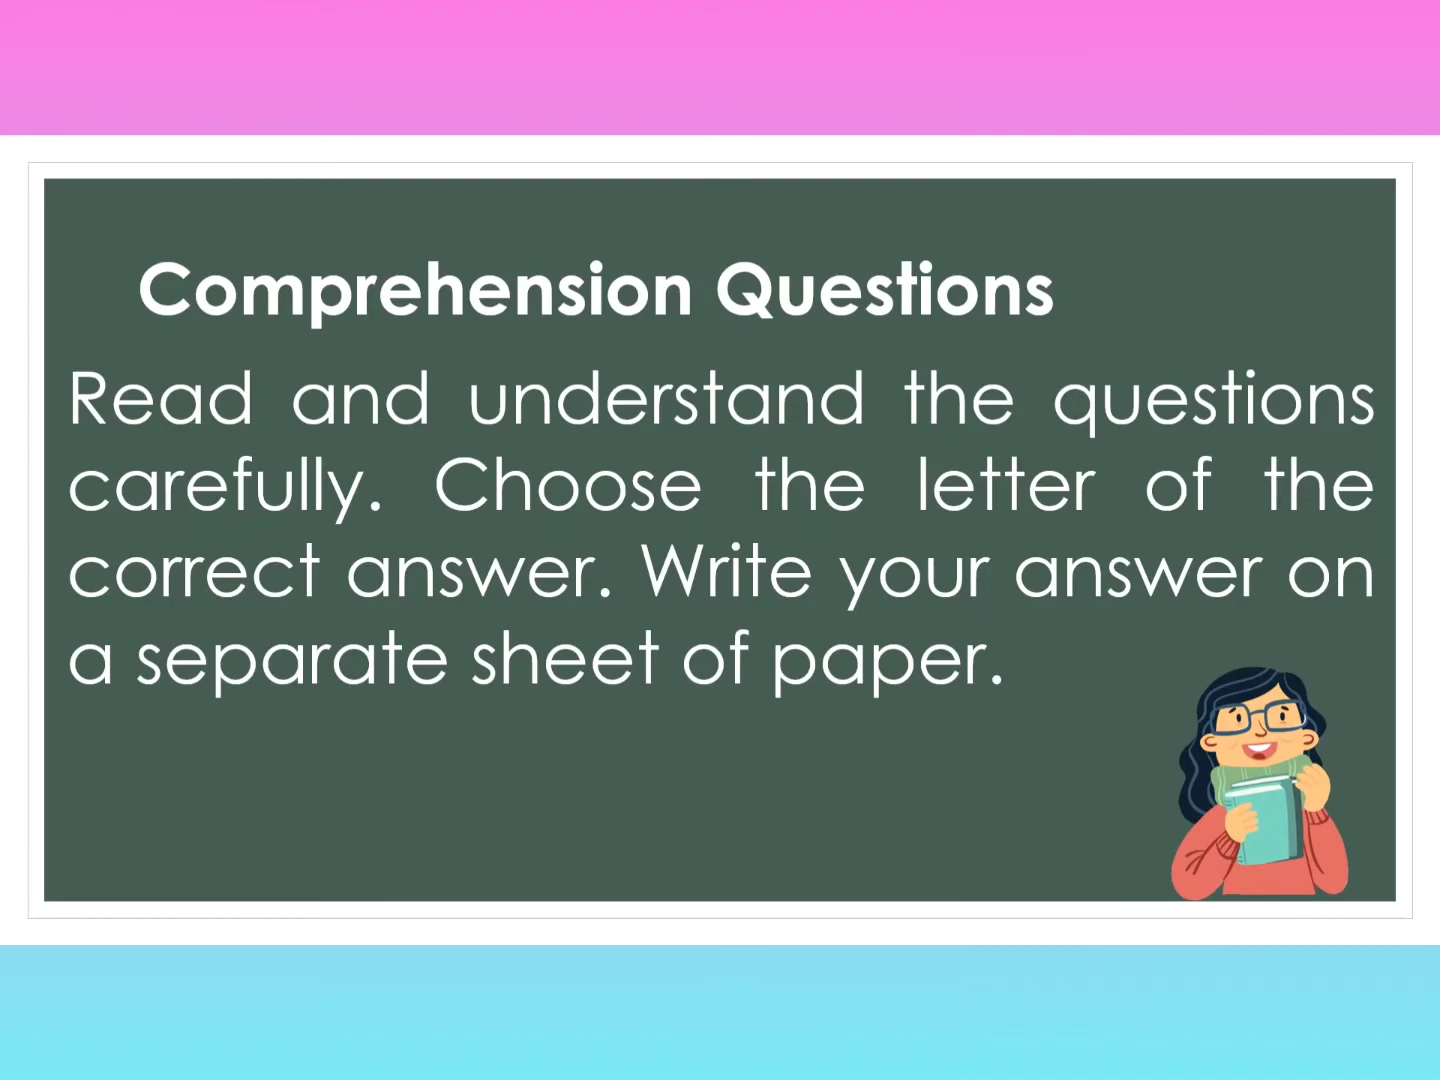 Comprehension Questions
Read and understand the questions
carefully. Choose the letter of the
correct answer. Write your answer on
a separate sheet of paper.